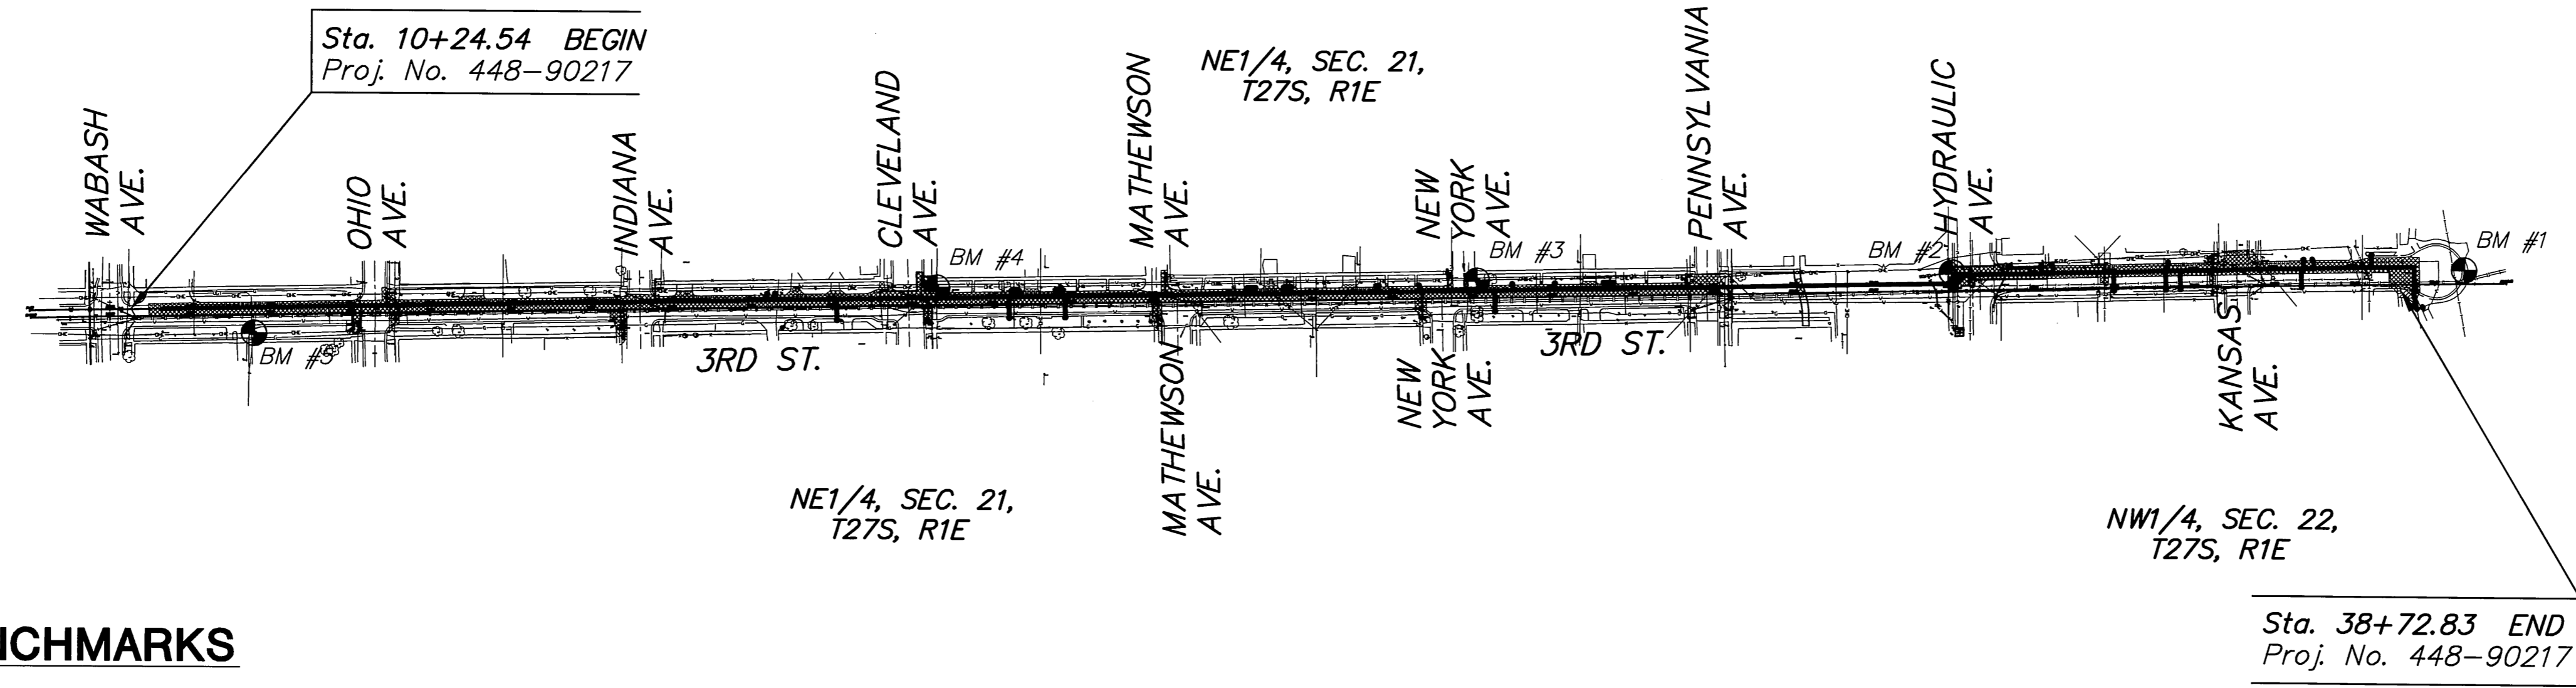 Sta. 10+24.54 BEGIN
Proj. No. 448-90217
NE1/4, SEC. 21,
T27S, R1E
WABASH
AVE.
OHIO
AVE.
INDIANA
AVE.
CLEVELAND
AVE.
MATHEWSON
AVE.
NEW
YORK
AVE.
PENNSYLVANIA
AVE.
HYDRAULIC
AVE.
BM #5
BM #4
BM #3
BM #2
BM #1
3RD ST.
3RD ST.
MATHEWSON
AVE.
NEW
YORK
AVE.
KANSAS
AVE.
NE1/4, SEC. 21,
T27S, R1E
NW1/4, SEC. 22,
T27S, R1E
NCHMARKS
Sta. 38+72.83 END
Proj. No. 448-90217